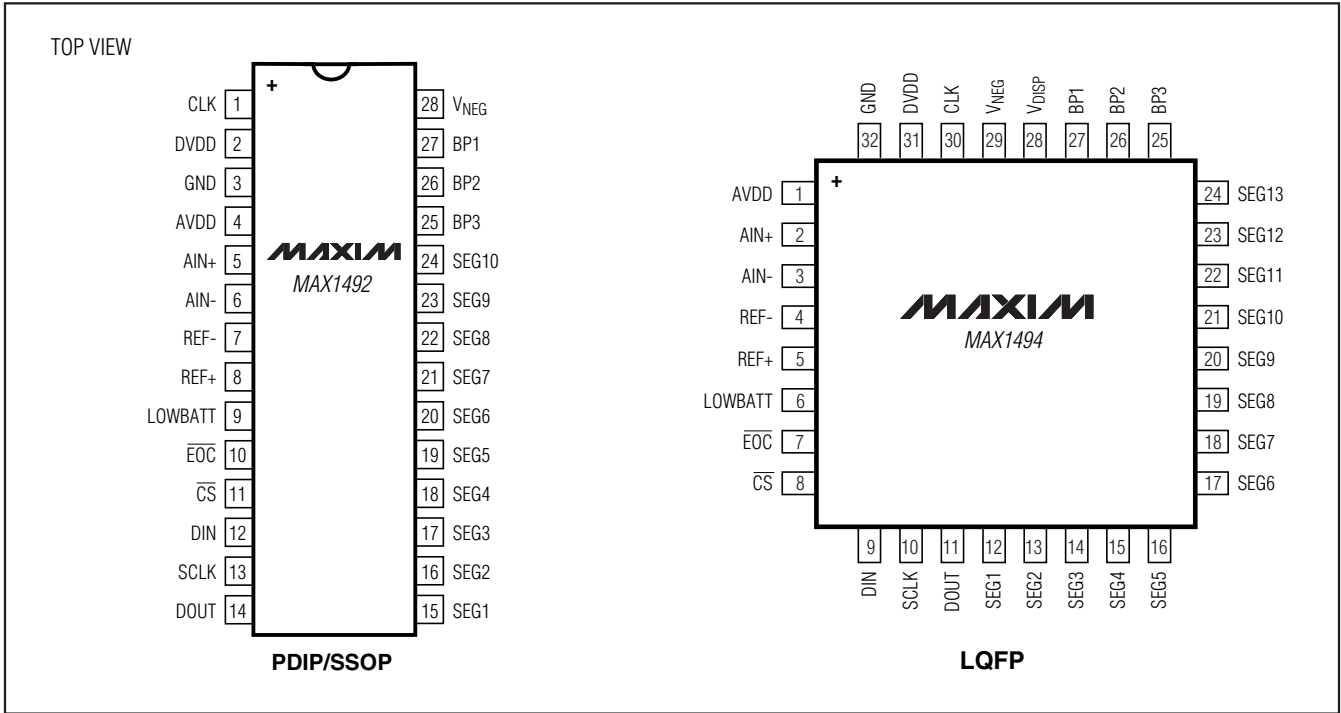 TOP VIEW
+
CLK 1
DVDD 2
GND 3
AVDD 4
AIN+ 5
AIN- 6
REF- 7
REF+ 8
LOWBATT 9
E̅O̅C̅ 10
C̅S̅ 11
DIN 12
SCLK 13
DOUT 14
MAXIM
MAX1492
28 VNEG
27 BP1
26 BP2
25 BP3
24 SEG10
23 SEG9
22 SEG8
21 SEG7
20 SEG6
19 SEG5
18 SEG4
17 SEG3
16 SEG2
15 SEG1
PDIP/SSOP
GND DVDD CLK VNEG VDISP BP1 BP2 BP3
32 31 30 29 28 27 26 25
+
AVDD 1
AIN+ 2
AIN- 3
REF- 4
REF+ 5
LOWBATT 6
E̅O̅C̅ 7
C̅S̅ 8
MAXIM
MAX1494
24 SEG13
23 SEG12
22 SEG11
21 SEG10
20 SEG9
19 SEG8
18 SEG7
17 SEG6
9 10 11 12 13 14 15 16
DIN SCLK DOUT SEG1 SEG2 SEG3 SEG4 SEG5
LQFP